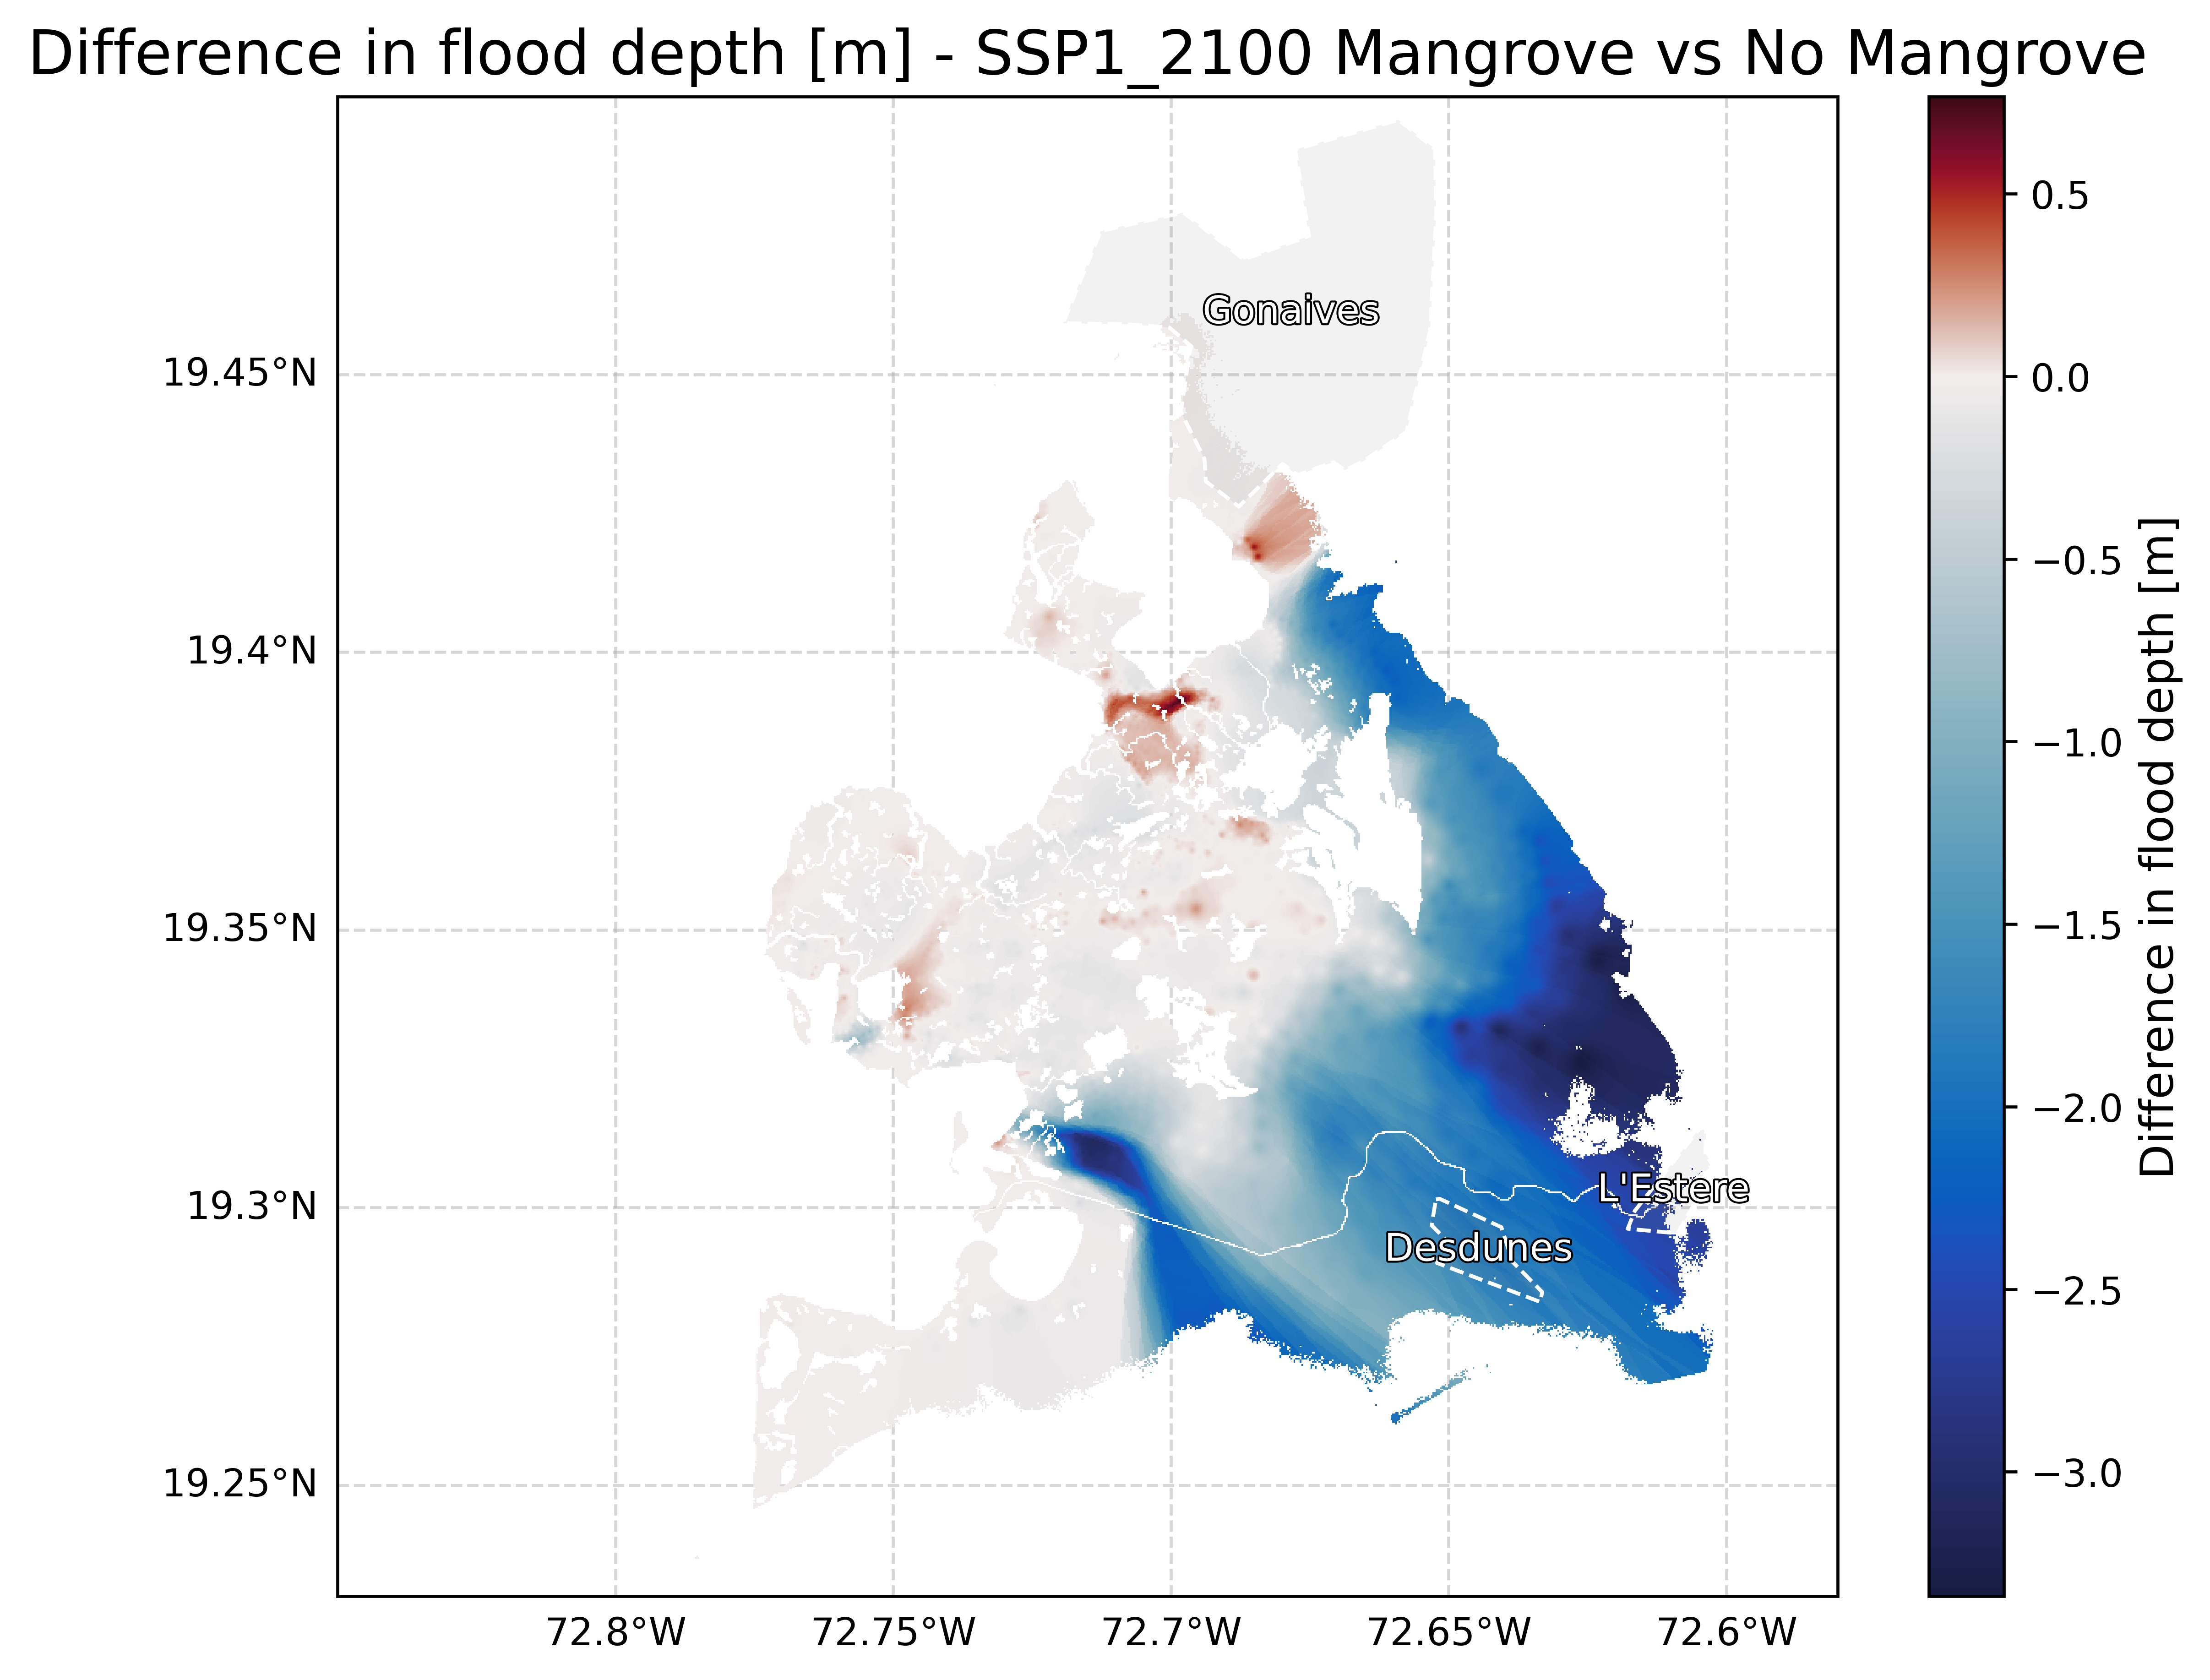 Difference in flood depth [m] - SSP1_2100 Mangrove vs No Mangrove
Gonaives
L'Estere
Desdunes
19.45°N
19.4°N
19.35°N
19.3°N
19.25°N
72.8°W
72.75°W
72.7°W
72.65°W
72.6°W
0.5
0.0
−0.5
−1.0
−1.5
−2.0
−2.5
−3.0
Difference in flood depth [m]